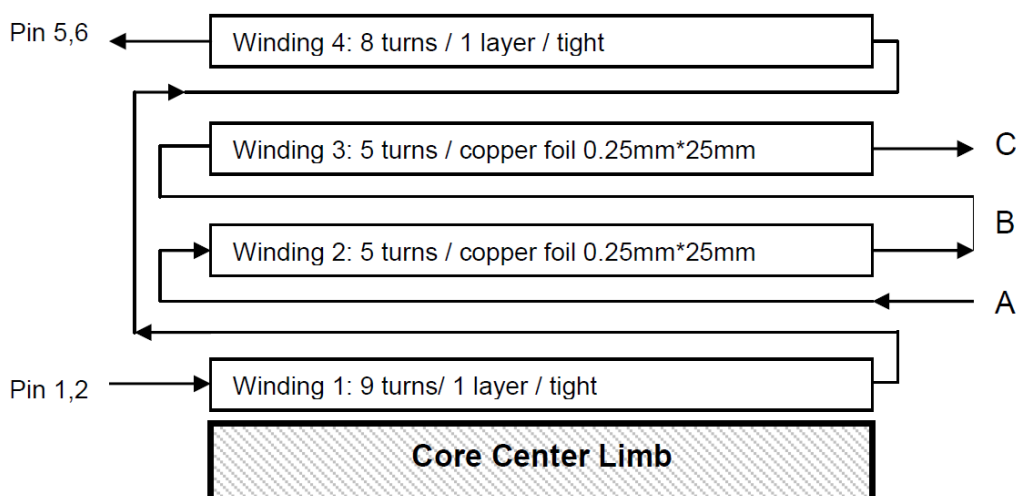 Pin 5,6
Winding 4: 8 turns / 1 layer / tight
Winding 3: 5 turns / copper foil 0.25mm*25mm
C
B
Winding 2: 5 turns / copper foil 0.25mm*25mm
A
Pin 1,2
Winding 1: 9 turns/ 1 layer / tight
Core Center Limb